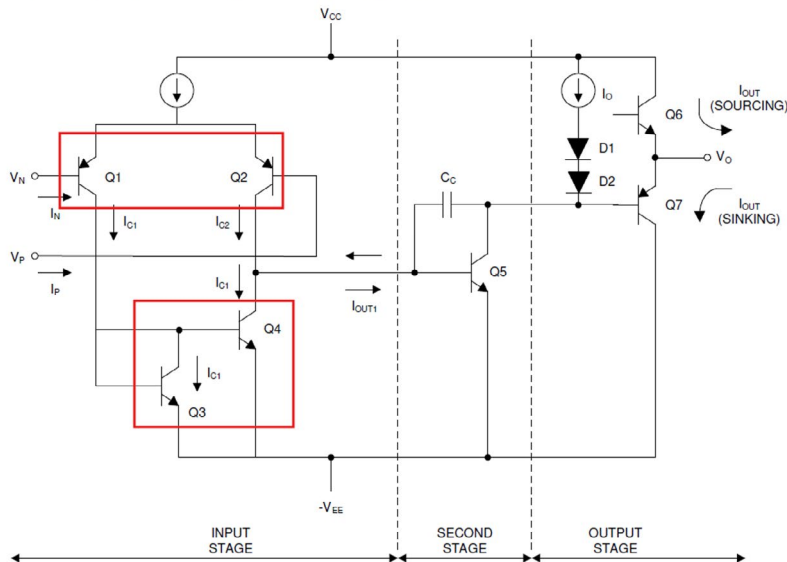 VCC
IO
Q6
IOUT
(SOURCING)
D1
VO
VN
Q1
Q2
CC
D2
Q7
IN
IC1
IC2
IOUT
(SINKING)
VP
Q5
IP
IC1
IOUT1
Q4
IC1
Q3
-VEE
INPUT
STAGE
SECOND
STAGE
OUTPUT
STAGE